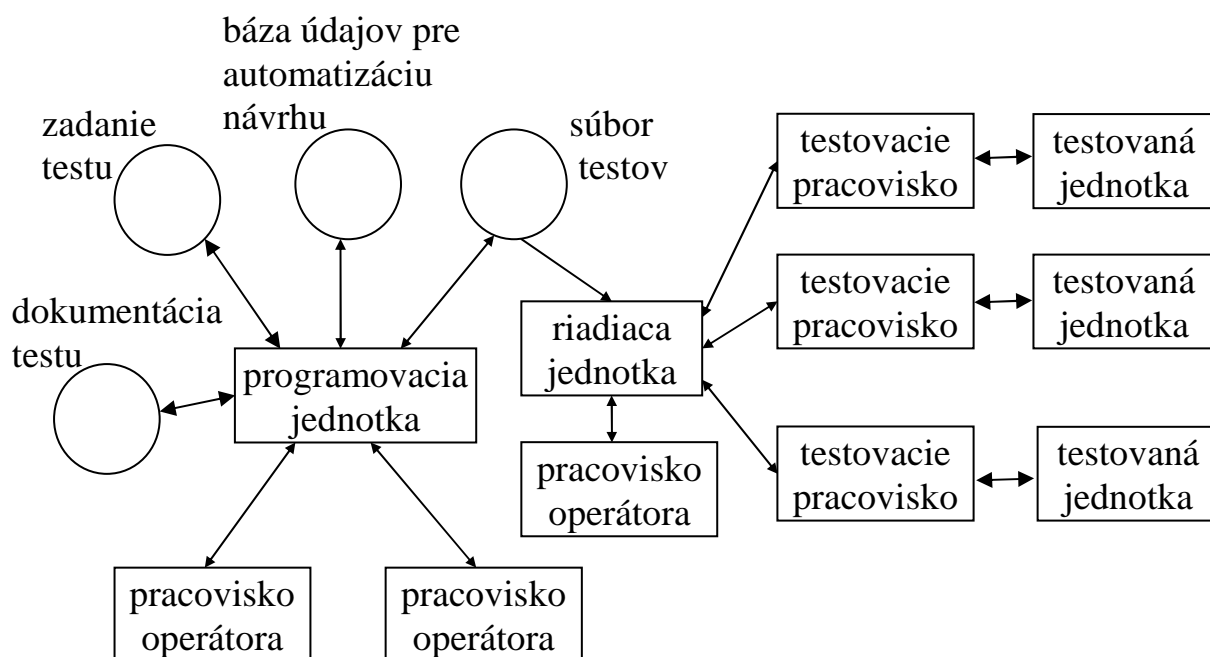 báza údajov pre
automatizáciu
návrhu
zadanie
testu
súbor
testov
dokumentácia
testu
programovacia
jednotka
riadiaca
jednotka
pracovisko
operátora
pracovisko
operátora
pracovisko
operátora
testovacie
pracovisko
testovaná
jednotka
testovacie
pracovisko
testovaná
jednotka
testovacie
pracovisko
testovaná
jednotka